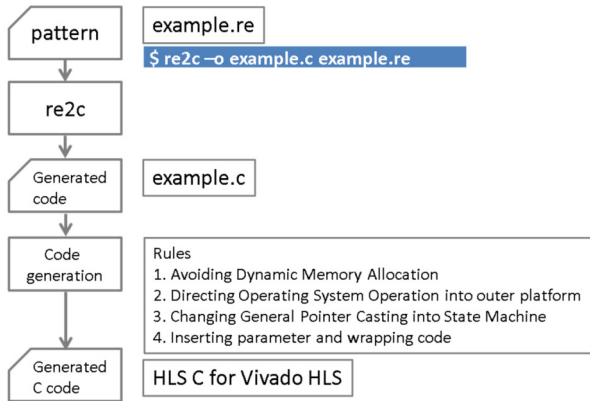 pattern
example.re
$ re2c –o example.c example.re
re2c
Generated
code
example.c
Code
generation
Rules
1. Avoiding Dynamic Memory Allocation
2. Directing Operating System Operation into outer platform
3. Changing General Pointer Casting into State Machine
4. Inserting parameter and wrapping code
Generated
C code
HLS C for Vivado HLS